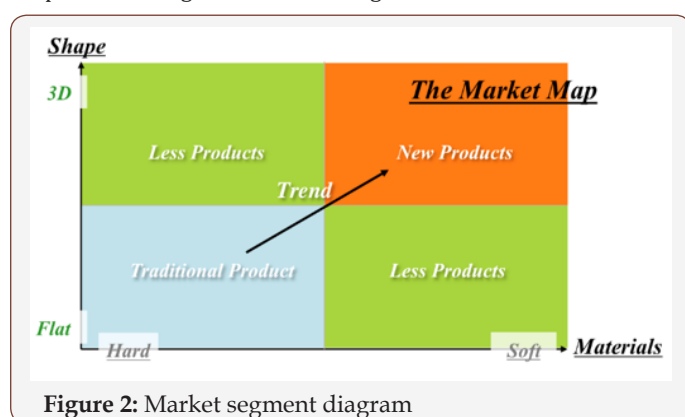 Shape
3D
The Market Map
Less Products
New Products
Trend
Traditional Product
Less Products
Flat
Hard
Soft
Materials
Figure 2: Market segment diagram